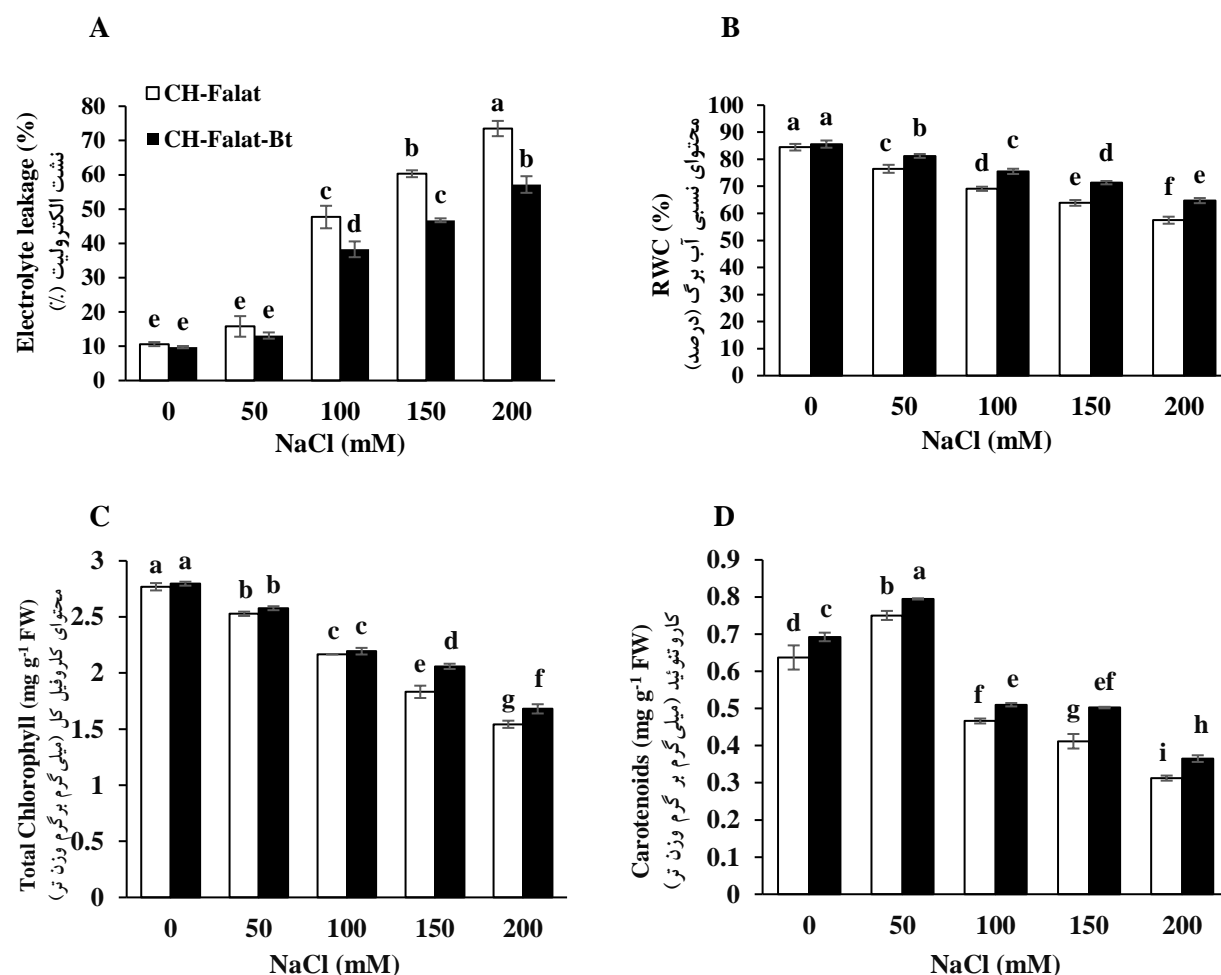 A
CH-Falat
CH-Falat-Bt
Electrolyte leakage (%)
نشت الکترولیت (٪)
80
70
60
50
40
30
20
10
0
e e e e c d b c a b
0 50 100 150 200
NaCl (mM)
B
RWC (%)
محتوای نسبی آب برگ (درصد)
100
90
80
70
60
50
40
30
20
10
0
a a c b d c e d f e
0 50 100 150 200
NaCl (mM)
C
Total Chlorophyll (mg g-1 FW)
محتوای کلروفیل کل (میلی گرم بر گرم وزن تر)
3
2.5
2
1.5
1
0.5
0
a a b b c c e d g f
0 50 100 150 200
NaCl (mM)
D
Carotenoids (mg g-1 FW)
کاروتنوئید (میلی گرم بر گرم وزن تر)
0.9
0.8
0.7
0.6
0.5
0.4
0.3
0.2
0.1
0
d c b a f e g ef i h
0 50 100 150 200
NaCl (mM)